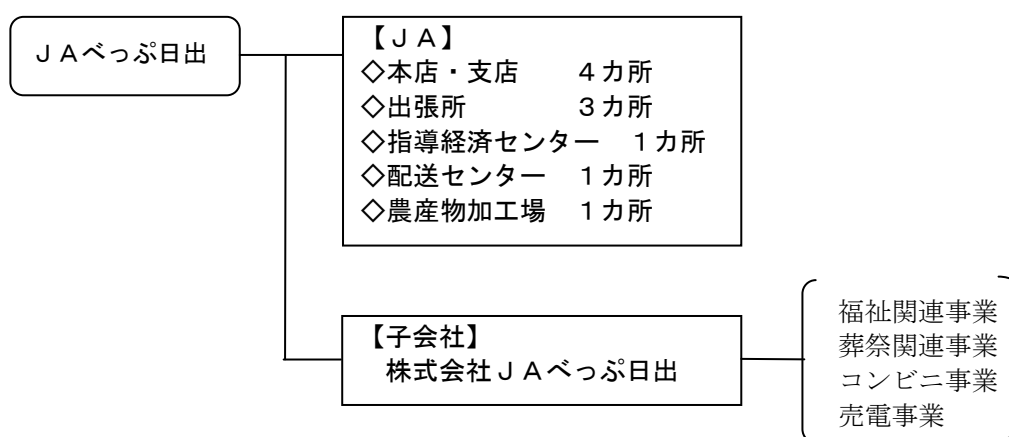 ＪＡべっぷ日出
【ＪＡ】
◇本店・支店　　４カ所
◇出張所　　　　３カ所
◇指導経済センター　１カ所
◇配送センター　１カ所
◇農産物加工場　１カ所
【子会社】
株式会社ＪＡべっぷ日出
福祉関連事業
葬祭関連事業
コンビニ事業
売電事業